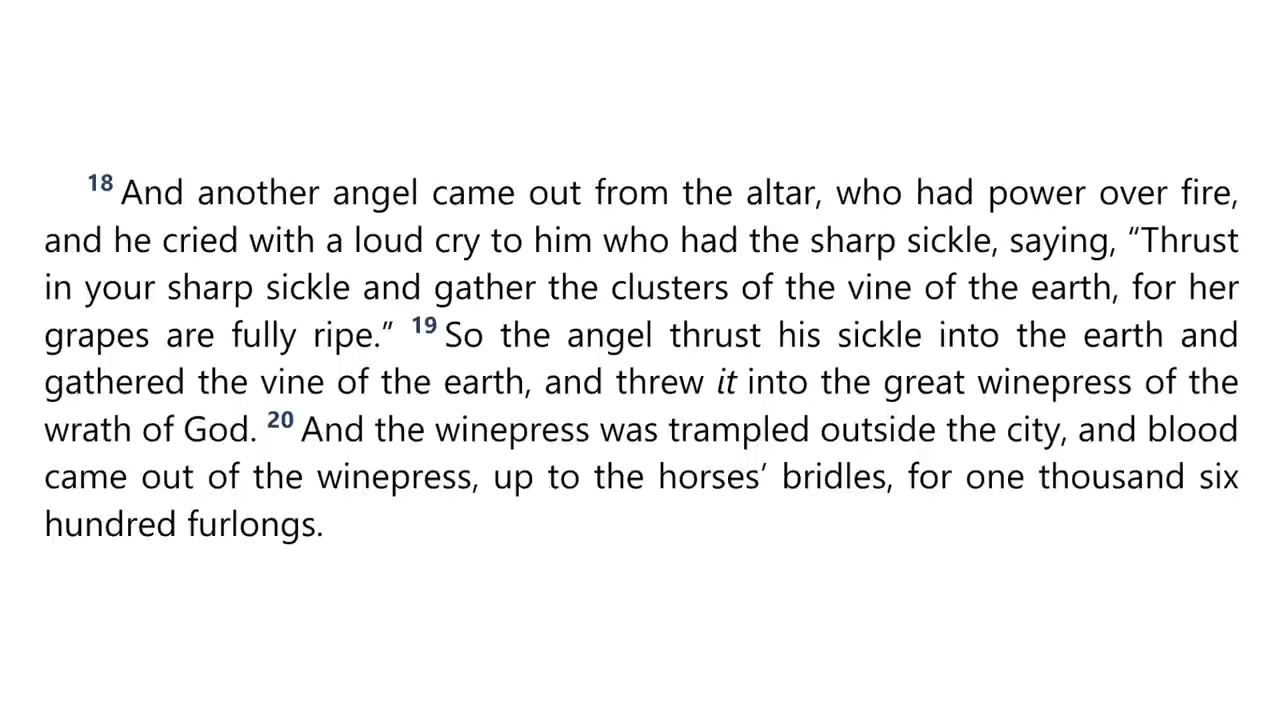 18 And another angel came out from the altar, who had power over fire,
and he cried with a loud cry to him who had the sharp sickle, saying, “Thrust
in your sharp sickle and gather the clusters of the vine of the earth, for her
grapes are fully ripe.” 19 So the angel thrust his sickle into the earth and
gathered the vine of the earth, and threw it into the great winepress of the
wrath of God. 20 And the winepress was trampled outside the city, and blood
came out of the winepress, up to the horses’ bridles, for one thousand six
hundred furlongs.